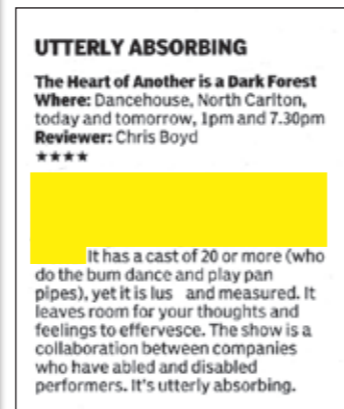 UTTERLY ABSORBING
The Heart of Another is a Dark Forest
Where: Dancehouse, North Carlton,
today and tomorrow, 1pm and 7.30pm
Reviewer: Chris Boyd
★★★★
It has a cast of 20 or more (who
do the bum dance and play pan
pipes), yet it is lus and measured. It
leaves room for your thoughts and
feelings to effervesce. The show is a
collaboration between companies
who have abled and disabled
performers. It's utterly absorbing.